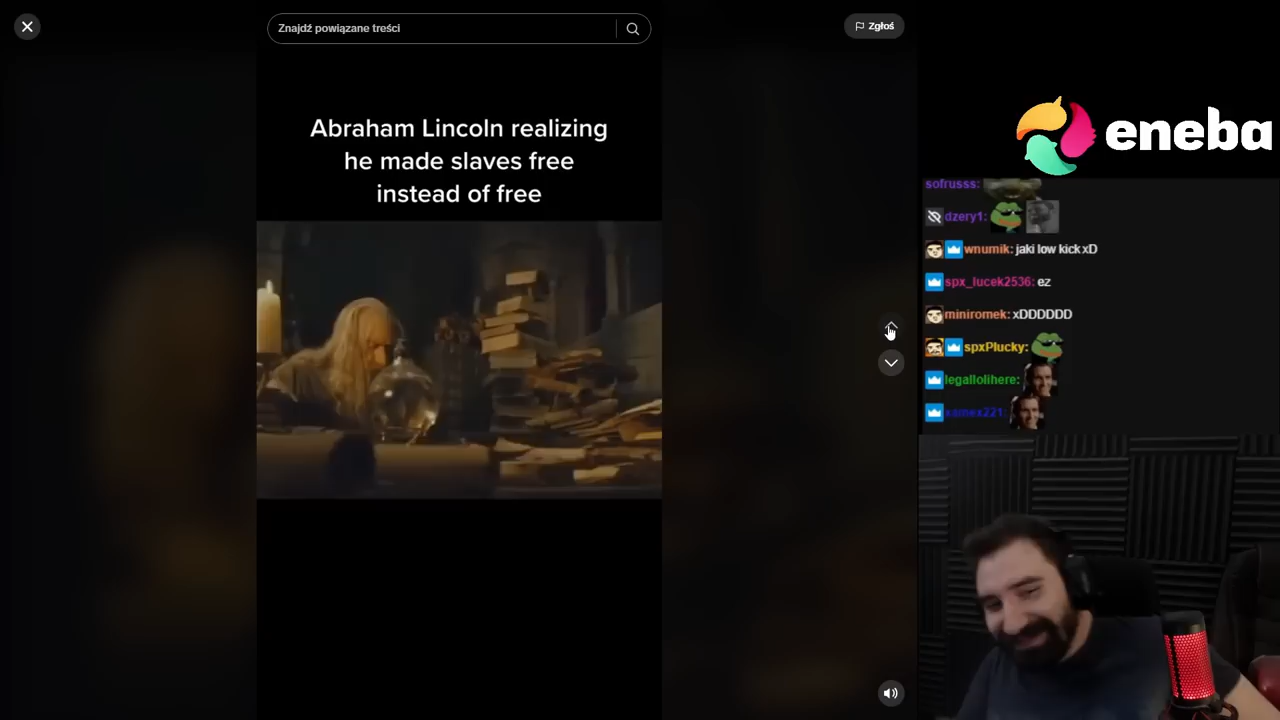 Znajdź powiązane treści
Zgłoś
Abraham Lincoln realizing
he made slaves free
instead of free
eneba
sofrusss:
dzery1:
wnumik: jaki low kick xD
spx_lucek2536: ez
miniromek: xDDDDDD
spxPlucky:
legallolihere: